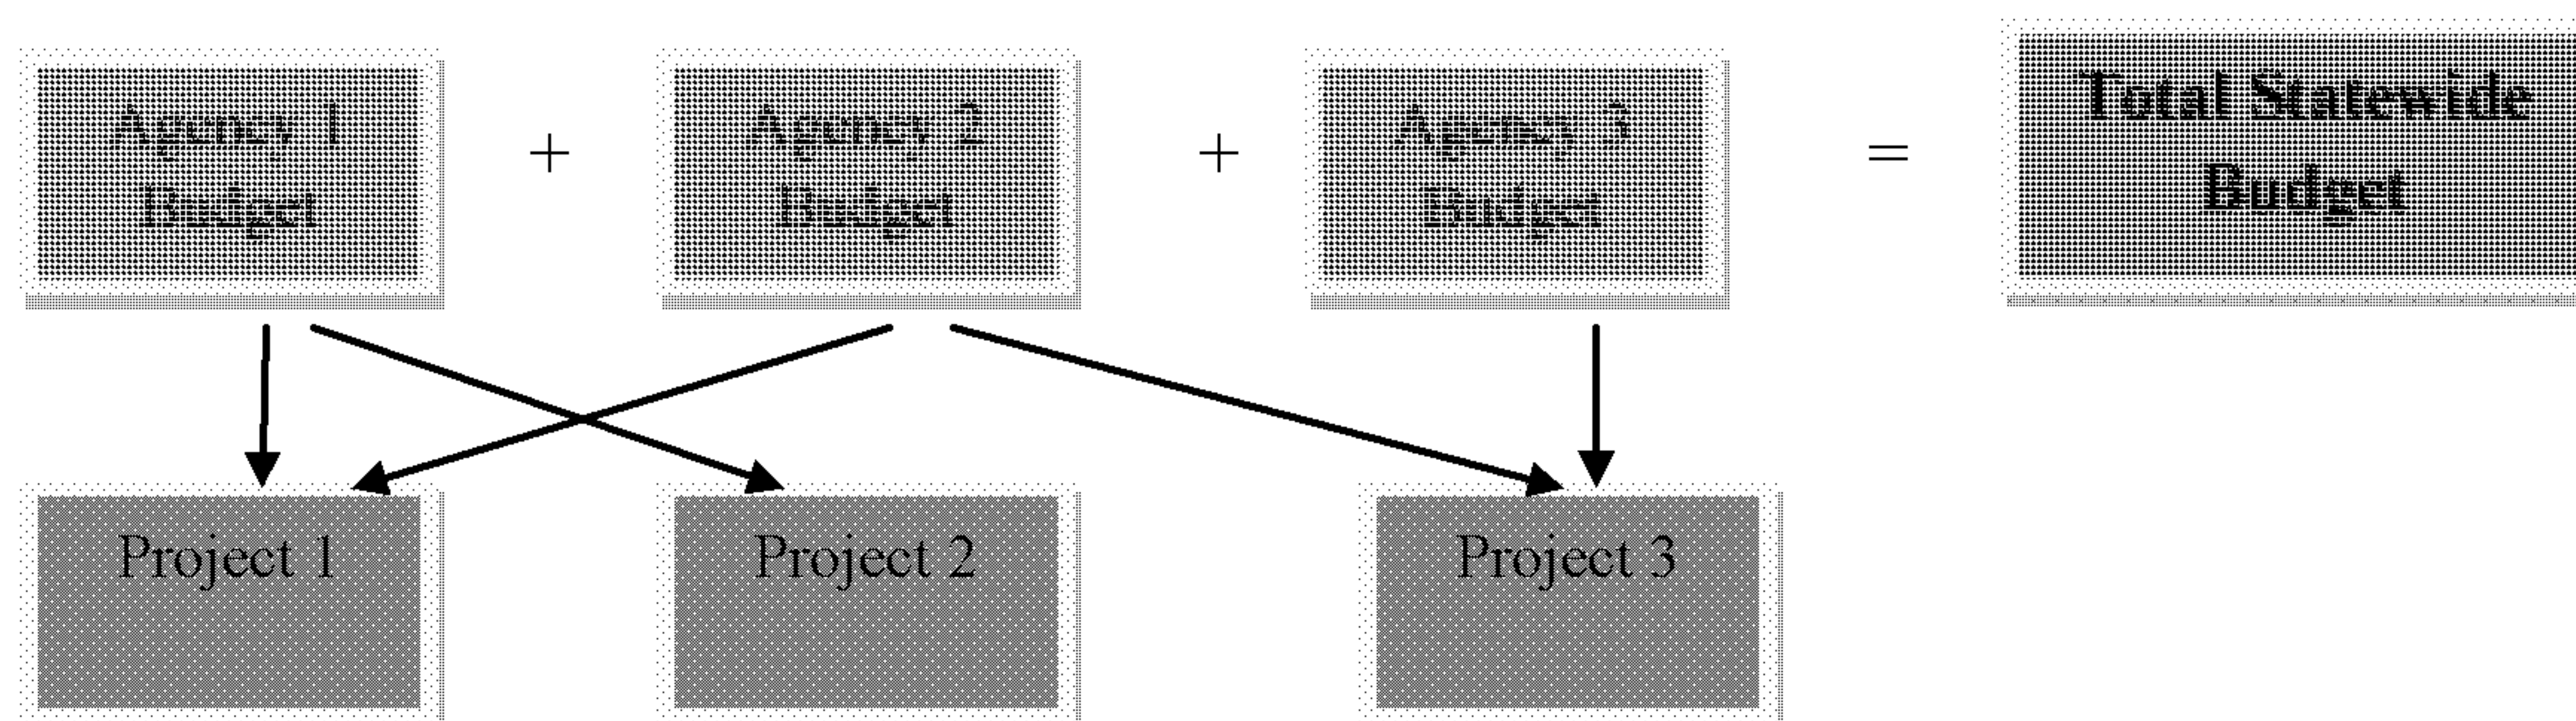 Agency 1
Budget
+
Agency 2
Budget
+
Agency 3
Budget
=
Total Statewide
Budget
Project 1
Project 2
Project 3